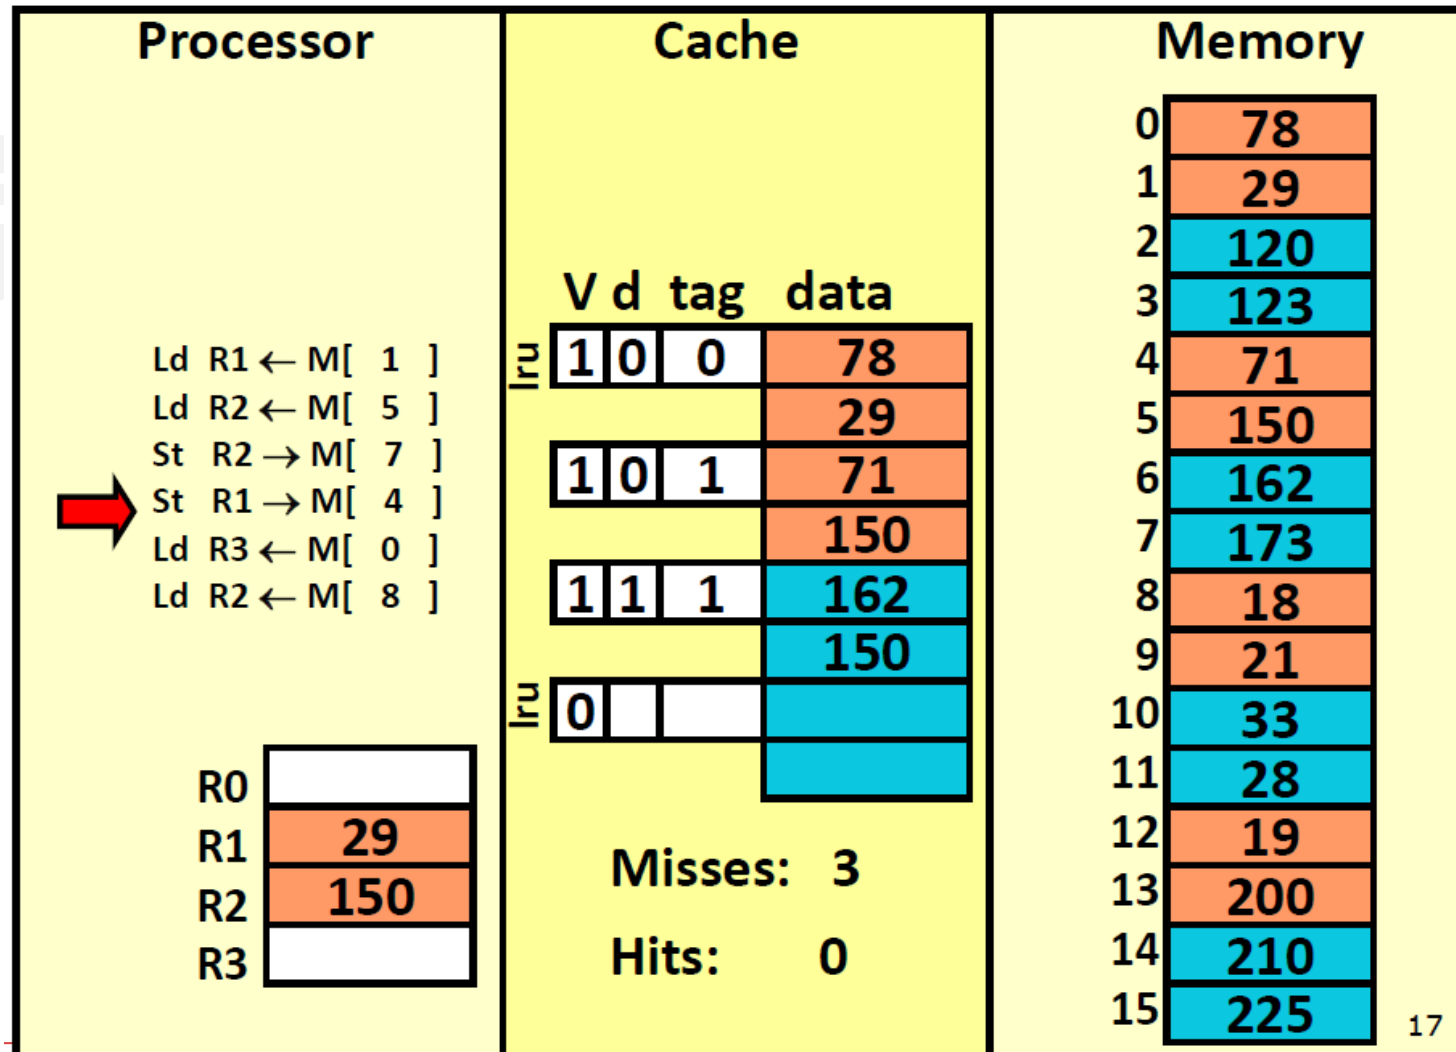 Processor
Ld R1 ← M[ 1 ]
Ld R2 ← M[ 5 ]
St R2 → M[ 7 ]
St R1 → M[ 4 ]
Ld R3 ← M[ 0 ]
Ld R2 ← M[ 8 ]
R0
R1 29
R2 150
R3
Cache
V d tag data
lru 1 0 0 78
29
1 0 1 71
150
1 1 1 162
150
lru 0
Misses: 3
Hits: 0
Memory
0 78
1 29
2 120
3 123
4 71
5 150
6 162
7 173
8 18
9 21
10 33
11 28
12 19
13 200
14 210
15 225
17